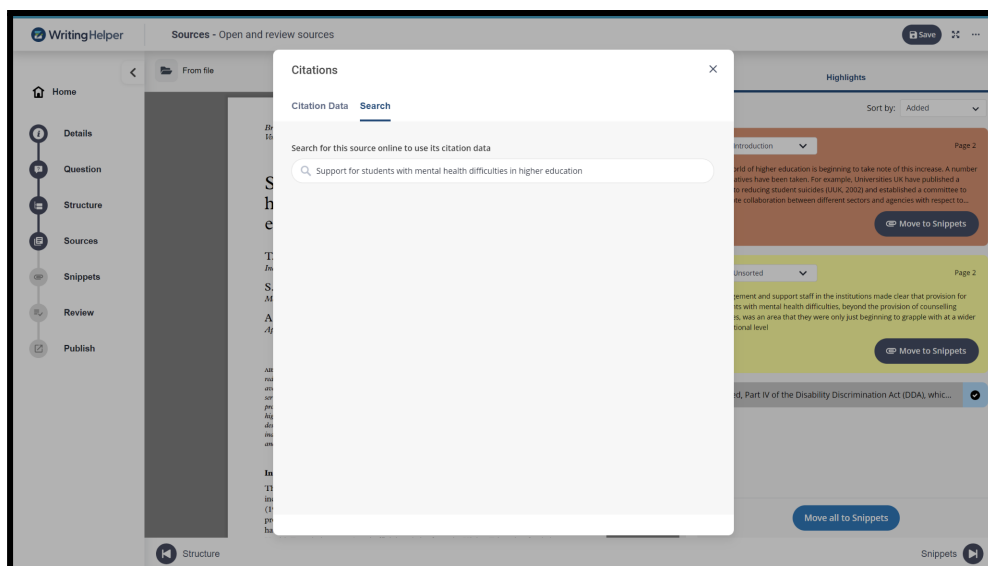 WritingHelper
Sources - Open and review sources
Save
Home
Details
Question
Structure
Sources
Snippets
Review
Publish
From file
Citations
Citation Data
Search
Search for this source online to use its citation data
Support for students with mental health difficulties in higher education
Highlights
Sort by: Added
Introduction
Page 2
orld of higher education is beginning to take note of this increase. A number
atives have been taken. For example, Universities UK have published a
to reducing student suicides (UUK, 2002) and established a committee to
te collaboration between different sectors and agencies with respect to...
Move to Snippets
Unsorted
Page 2
gement and support staff in the institutions made clear that provision for
nts with mental health difficulties, beyond the provision of counselling
es, was an area that they were only just beginning to grapple with at a wider
tional level
Move to Snippets
ed, Part IV of the Disability Discrimination Act (DDA), whic...
Move all to Snippets
Structure
Snippets